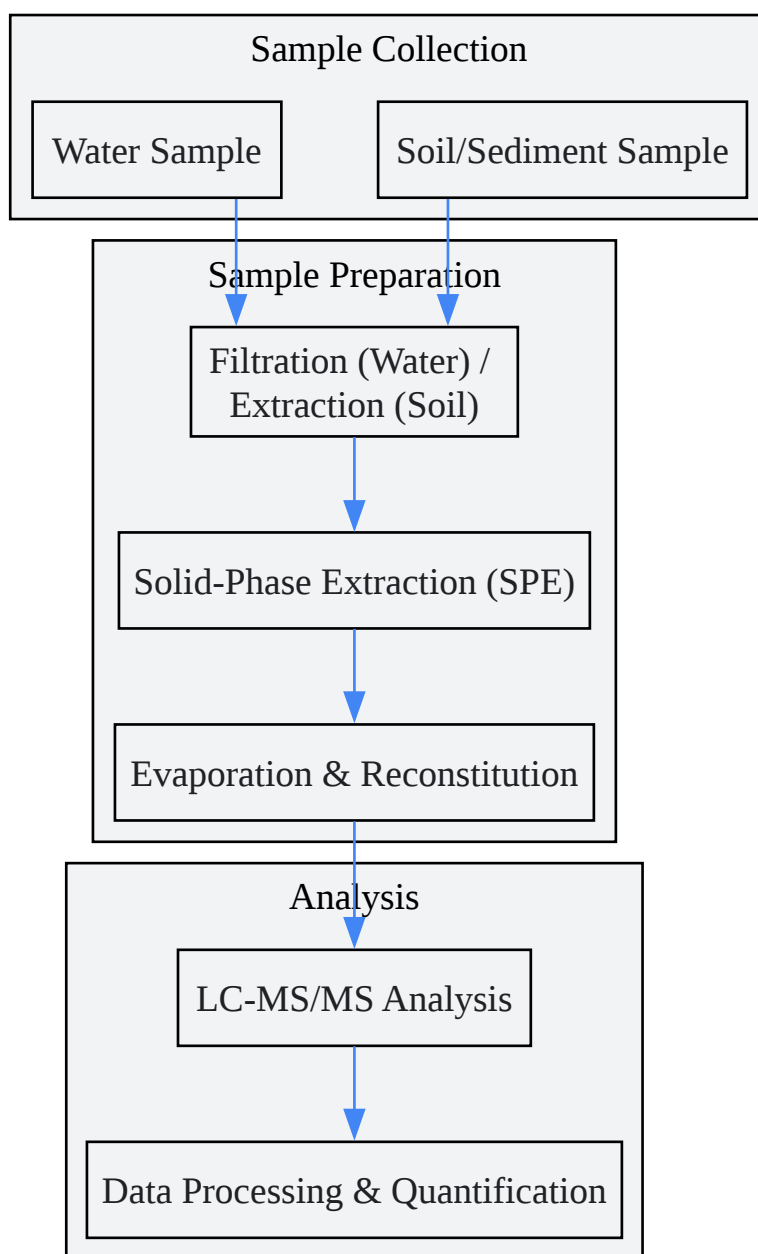 Sample Collection
Water Sample
Soil/Sediment Sample
Sample Preparation
Filtration (Water) /
Extraction (Soil)
Solid-Phase Extraction (SPE)
Evaporation & Reconstitution
Analysis
LC-MS/MS Analysis
Data Processing & Quantification